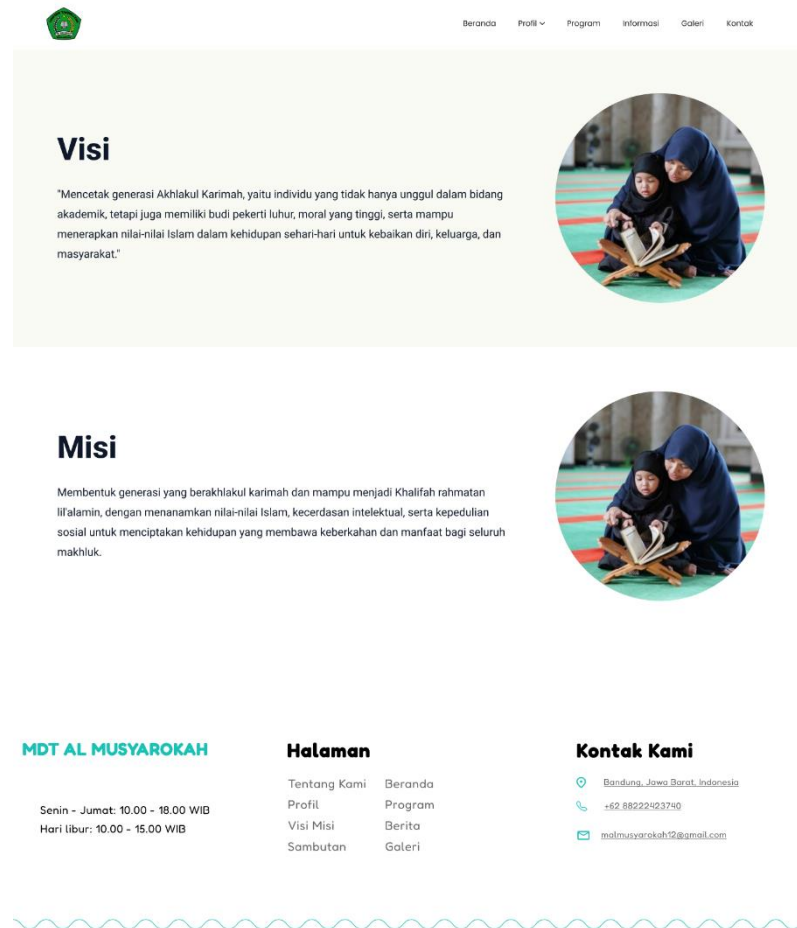 Beranda Profil Program Informasi Galeri Kontak
Visi
"Mencetak generasi Akhlakul Karimah, yaitu individu yang tidak hanya unggul dalam bidang
akademik, tetapi juga memiliki budi pekerti luhur, moral yang tinggi, serta mampu
menerapkan nilai-nilai Islam dalam kehidupan sehari-hari untuk kebaikan diri, keluarga, dan
masyarakat."
Misi
Membentuk generasi yang berakhlakul karimah dan mampu menjadi Khalifah rahmatan
lil'alamin, dengan menanamkan nilai-nilai Islam, kecerdasan intelektual, serta kepedulian
sosial untuk menciptakan kehidupan yang membawa keberkahan dan manfaat bagi seluruh
makhluk.
MDT AL MUSYAROKAH
Senin - Jumat: 10.00 - 18.00 WIB
Hari libur: 10.00 - 15.00 WIB
Halaman
Tentang Kami Beranda
Profil Program
Visi Misi Berita
Sambutan Galeri
Kontak Kami
Bandung, Jawa Barat, Indonesia
+62 88222423740
malmusyarokah12@gmail.com